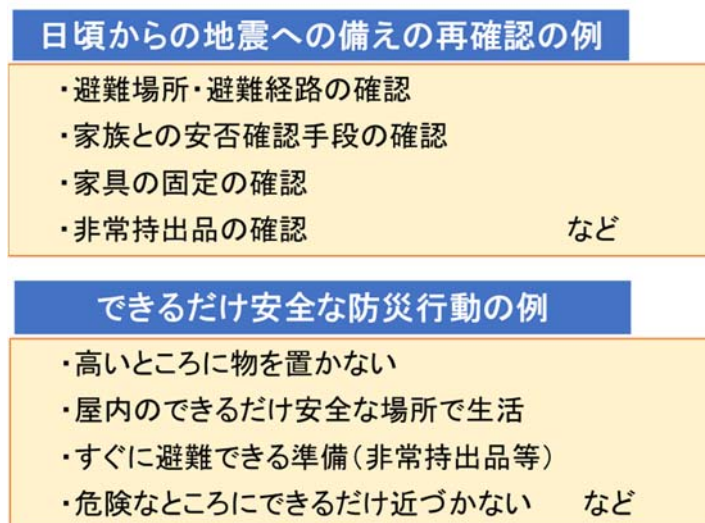 日頃からの地震への備えの再確認の例
・避難場所・避難経路の確認
・家族との安否確認手段の確認
・家具の固定の確認
・非常持出品の確認 など
できるだけ安全な防災行動の例
・高いところに物を置かない
・屋内のできるだけ安全な場所で生活
・すぐに避難できる準備(非常持出品等)
・危険なところにできるだけ近づかない など